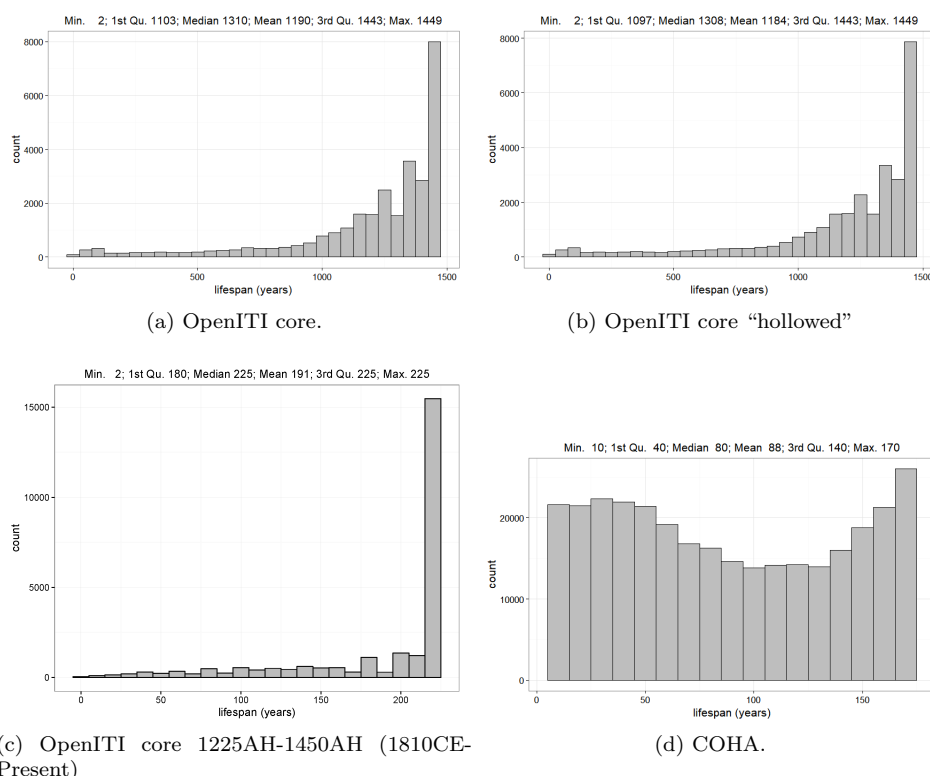 Min. 2; 1st Qu. 1103; Median 1310; Mean 1190; 3rd Qu. 1443; Max. 1449
8000
6000
4000
2000
0
count
0 500 1000 1500
lifespan (years)
(a) OpenITI core.
Min. 2; 1st Qu. 1097; Median 1308; Mean 1184; 3rd Qu. 1443; Max. 1449
8000
6000
4000
2000
0
count
0 500 1000 1500
lifespan (years)
(b) OpenITI core “hollowed”
Min. 2; 1st Qu. 180; Median 225; Mean 191; 3rd Qu. 225; Max. 225
15000
10000
5000
0
count
0 50 100 150 200
lifespan (years)
(c) OpenITI core 1225AH-1450AH (1810CE-
Present)
Min. 10; 1st Qu. 40; Median 80; Mean 88; 3rd Qu. 140; Max. 170
20000
10000
0
count
0 50 100 150
lifespan (years)
(d) COHA.